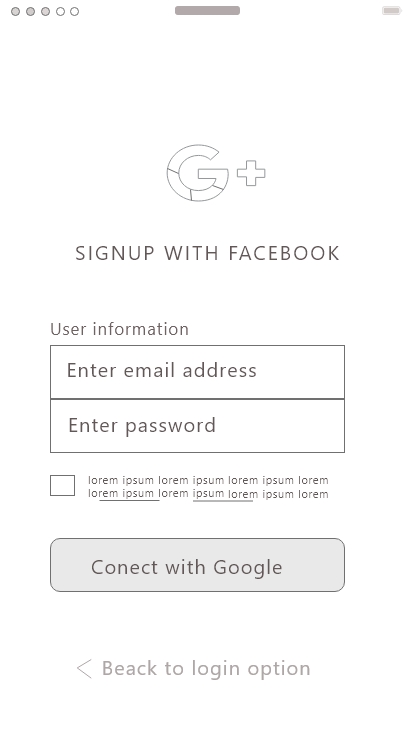 G+
SIGNUP WITH FACEBOOK
User information
Enter email address
Enter password
lorem ipsum lorem ipsum lorem ipsum lorem
lorem ipsum lorem ipsum lorem ipsum lorem
Conect with Google
Beack to login option